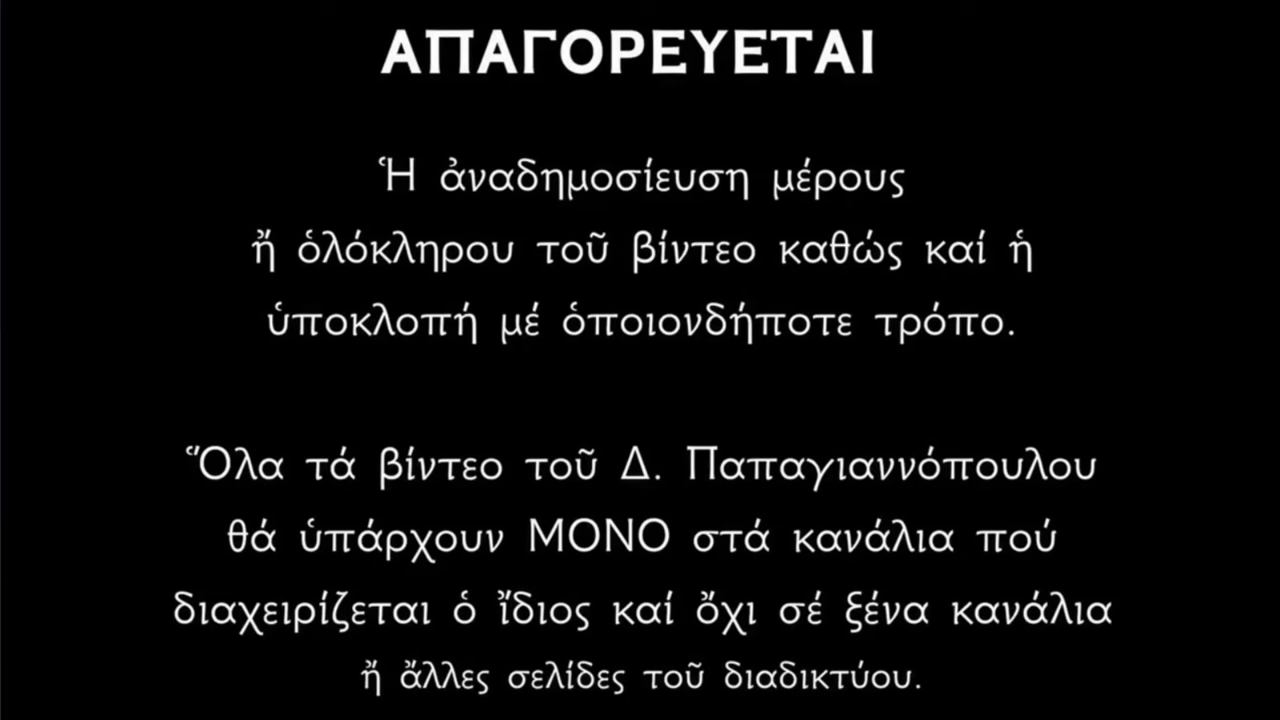 ΑΠΑΓΟΡΕΥΕΤΑΙ
Ἡ ἀναδημοσίευση μέρους
ἤ ὁλόκληρου τοῦ βίντεο καθώς καί ἡ
ὑποκλοπή μέ ὁποιονδήποτε τρόπο.
Ὅλα τά βίντεο τοῦ Δ. Παπαγιαννόπουλου
θά ὑπάρχουν ΜΟΝΟ στά κανάλια πού
διαχειρίζεται ὁ ἴδιος καί ὄχι σέ ξένα κανάλια
ἤ ἄλλες σελίδες τοῦ διαδικτύου.